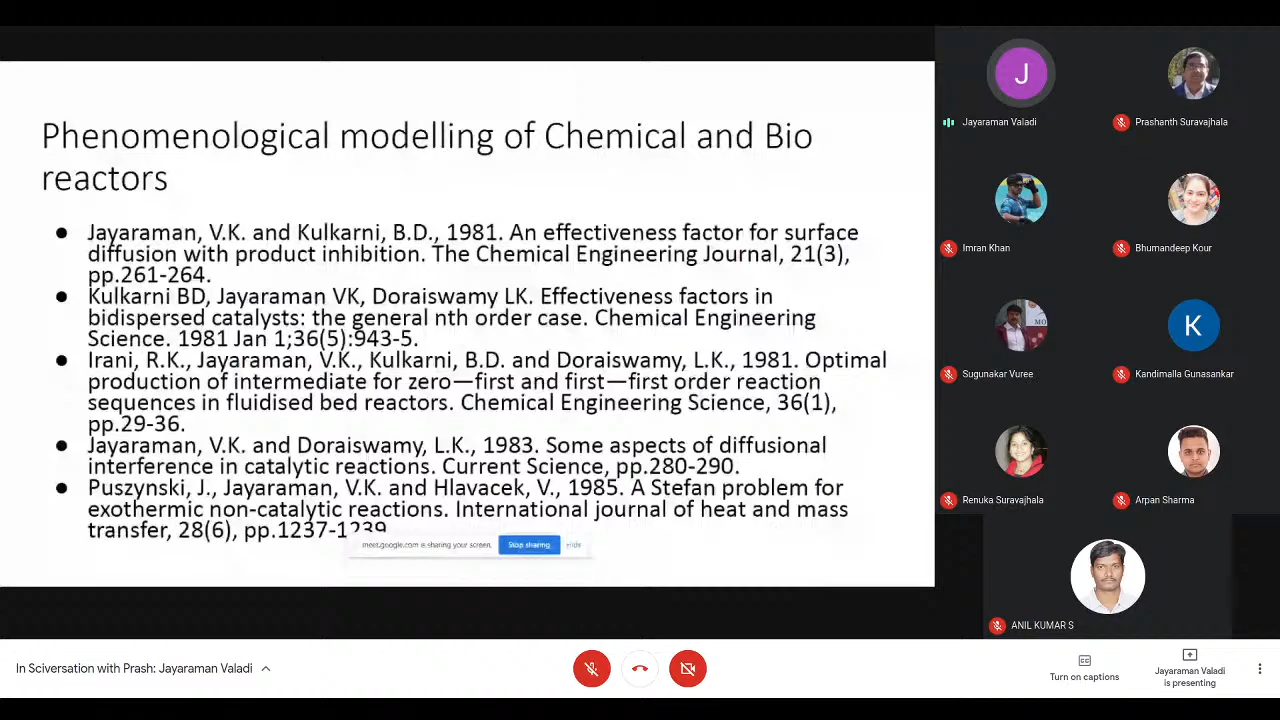 Phenomenological modelling of Chemical and Bio
reactors
● Jayaraman, V.K. and Kulkarni, B.D., 1981. An effectiveness factor for surface
diffusion with product inhibition. The Chemical Engineering Journal, 21(3),
pp.261-264.
● Kulkarni BD, Jayaraman VK, Doraiswamy LK. Effectiveness factors in
bidispersed catalysts: the general nth order case. Chemical Engineering
Science. 1981 Jan 1;36(5):943-5.
● Irani, R.K., Jayaraman, V.K., Kulkarni, B.D. and Doraiswamy, L.K., 1981. Optimal
production of intermediate for zero—first and first—first order reaction
sequences in fluidised bed reactors. Chemical Engineering Science, 36(1),
pp.29-36.
● Jayaraman, V.K. and Doraiswamy, L.K., 1983. Some aspects of diffusional
interference in catalytic reactions. Current Science, pp.280-290.
● Puszynski, J., Jayaraman, V.K. and Hlavacek, V., 1985. A Stefan problem for
exothermic non-catalytic reactions. International journal of heat and mass
transfer, 28(6), pp.1237-1239
meet.google.com is sharing your screen. Stop sharing Hide
J
Jayaraman Valadi
Prashanth Suravajhala
Imran Khan
Bhumandeep Kour
MO
K
Sugunakar Vuree
Kandimalla Gunasankar
Renuka Suravajhala
Arpan Sharma
ANIL KUMAR S
In Sciversation with Prash: Jayaraman Valadi
CC
Turn on captions
Jayaraman Valadi
is presenting